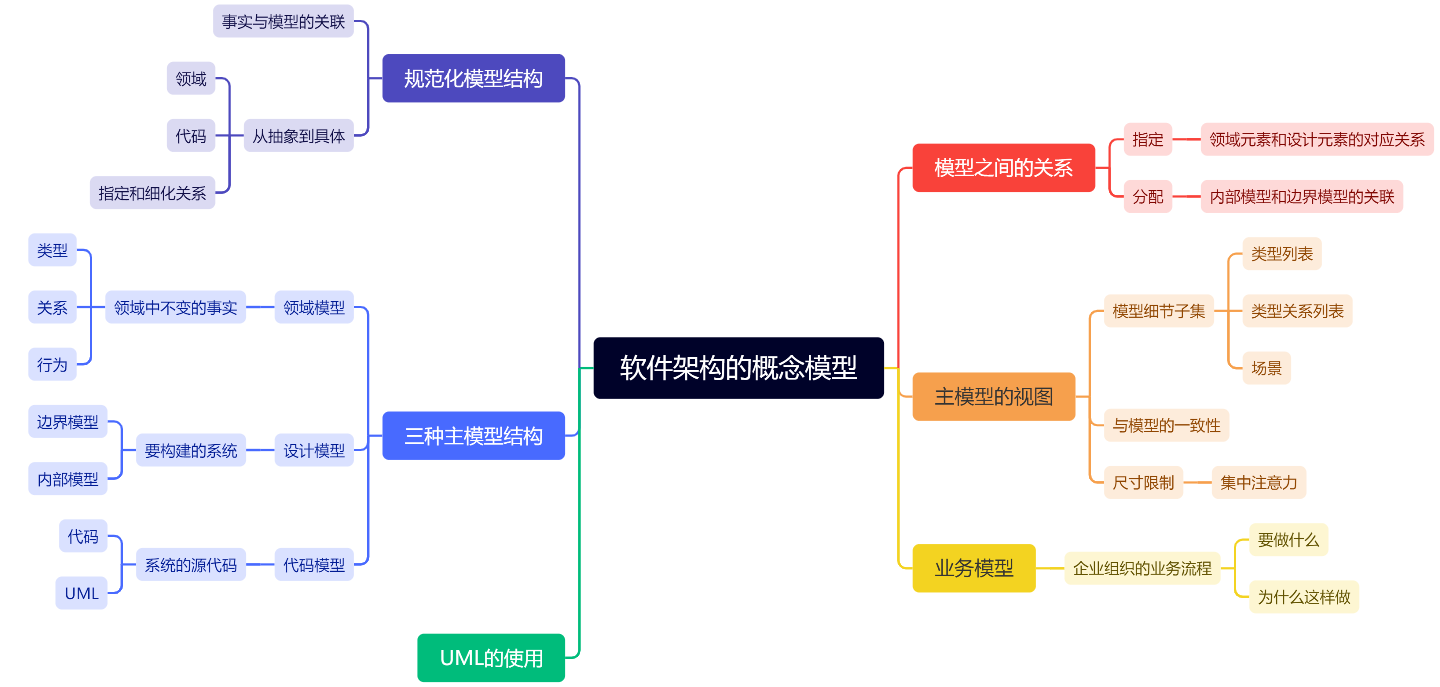 软件架构的概念模型
规范化模型结构
事实与模型的关联
从抽象到具体
领域
代码
指定和细化关系
三种主模型结构
领域模型
领域中不变的事实
类型
关系
行为
设计模型
要构建的系统
边界模型
内部模型
代码模型
系统的源代码
代码
UML
UML的使用
模型之间的关系
指定
领域元素和设计元素的对应关系
分配
内部模型和边界模型的关联
主模型的视图
模型细节子集
类型列表
类型关系列表
场景
与模型的一致性
尺寸限制
集中注意力
业务模型
企业组织的业务流程
要做什么
为什么这样做